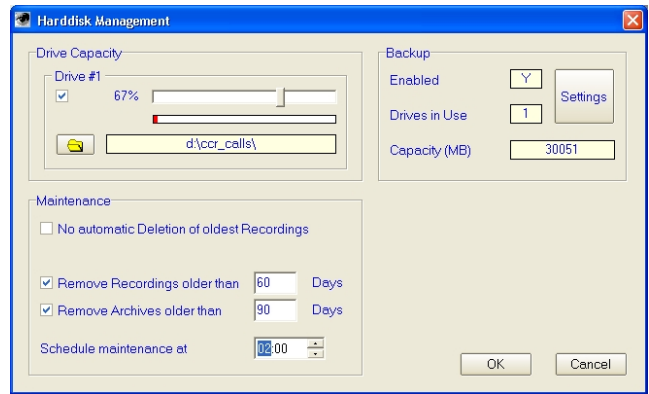 Harddisk Management
Drive Capacity
Drive #1
67%
d:\ccr_calls\
Backup
Enabled Y
Drives in Use 1
Settings
Capacity (MB) 30051
Maintenance
No automatic Deletion of oldest Recordings
Remove Recordings older than 60 Days
Remove Archives older than 90 Days
Schedule maintenance at 02:00
OK Cancel